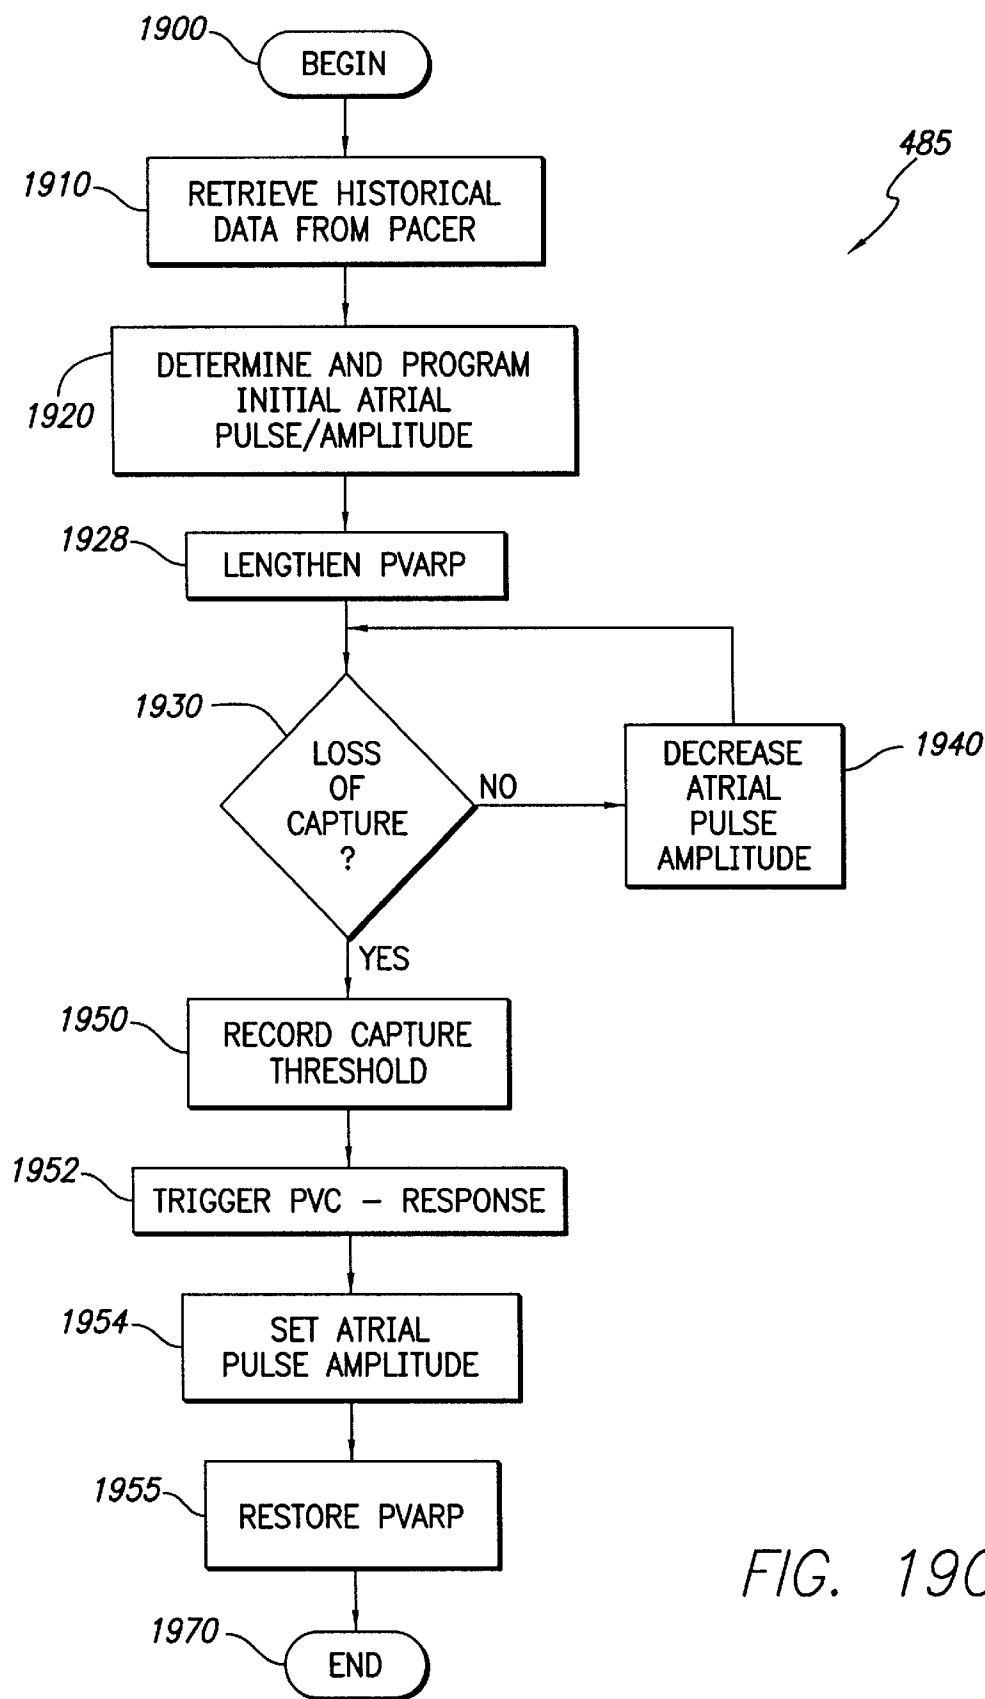 1900
BEGIN
485
1910
RETRIEVE HISTORICAL
DATA FROM PACER
1920
DETERMINE AND PROGRAM
INITIAL ATRIAL
PULSE/AMPLITUDE
1928
LENGTHEN PVARP
1930
LOSS
OF
CAPTURE
?
NO
1940
DECREASE
ATRIAL
PULSE
AMPLITUDE
YES
1950
RECORD CAPTURE
THRESHOLD
1952
TRIGGER PVC – RESPONSE
1954
SET ATRIAL
PULSE AMPLITUDE
1955
RESTORE PVARP
FIG.
1970
END